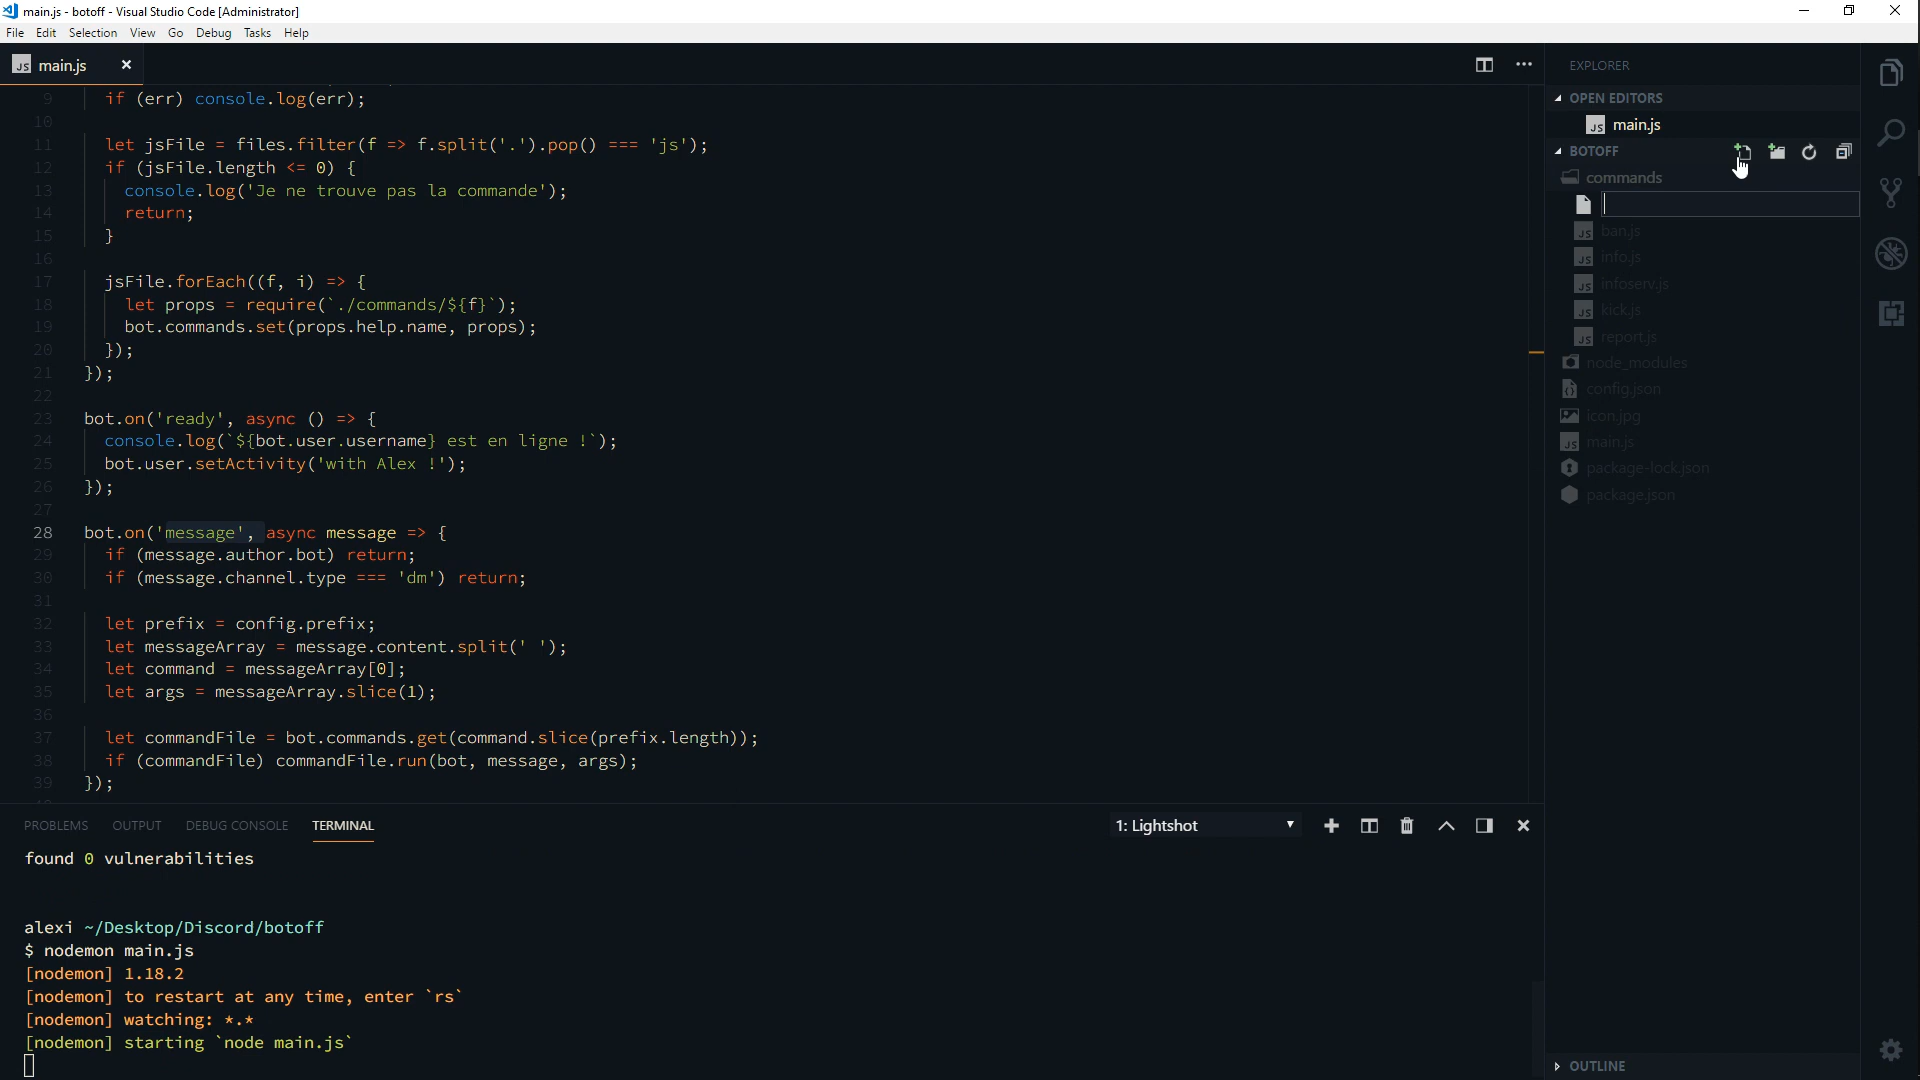 main.js - botoff - Visual Studio Code [Administrator]
File Edit Selection View Go Debug Tasks Help
JS main.js
9 if (err) console.log(err);
10
11 let jsFile = files.filter(f => f.split('.').pop() === 'js');
12 if (jsFile.length <= 0) {
13 console.log('Je ne trouve pas la commande');
14 return;
15 }
16
17 jsFile.forEach((f, i) => {
18 let props = require(`./commands/${f}`);
19 bot.commands.set(props.help.name, props);
20 });
21 });
22
23 bot.on('ready', async () => {
24 console.log(`${bot.user.username} est en ligne !`);
25 bot.user.setActivity('with Alex !');
26 });
27
28 bot.on('message', async message => {
29 if (message.author.bot) return;
30 if (message.channel.type === 'dm') return;
31
32 let prefix = config.prefix;
33 let messageArray = message.content.split(' ');
34 let command = messageArray[0];
35 let args = messageArray.slice(1);
36
37 let commandFile = bot.commands.get(command.slice(prefix.length));
38 if (commandFile) commandFile.run(bot, message, args);
39 });
PROBLEMS OUTPUT DEBUG CONSOLE TERMINAL
1: Lightshot
found 0 vulnerabilities
alexi ~/Desktop/Discord/botoff
$ nodemon main.js
[nodemon] 1.18.2
[nodemon] to restart at any time, enter `rs`
[nodemon] watching: *.*
[nodemon] starting `node main.js`
EXPLORER
OPEN EDITORS
JS main.js
BOTOFF
commands
JS ban.js
JS info.js
JS infoserv.js
JS kick.js
JS report.js
node_modules
config.json
icon.jpg
JS main.js
package-lock.json
package.json
OUTLINE